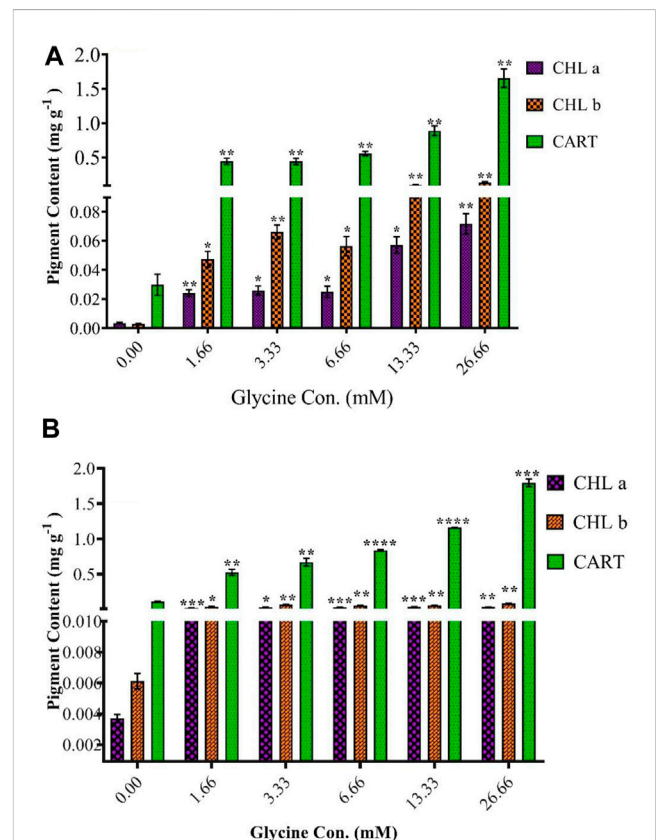 A
CHL a
CHL b
CART
Pigment Content (mg g-1)
2.0
1.5
1.0
0.5
0.08
0.06
0.04
0.02
0.00
**
* **
** ** **
* ** **
* * **
* ** **
** ** **
0.00 1.66 3.33 6.66 13.33 26.66
Glycine Con. (mM)
B
CHL a
CHL b
CART
Pigment Content (mg g-1)
2.0
1.5
1.0
0.5
0.010
0.008
0.006
0.004
0.002
*** * **
* ** **
*** ** ****
*** ** ****
** ** ***
0.00 1.66 3.33 6.66 13.33 26.66
Glycine Con. (mM)